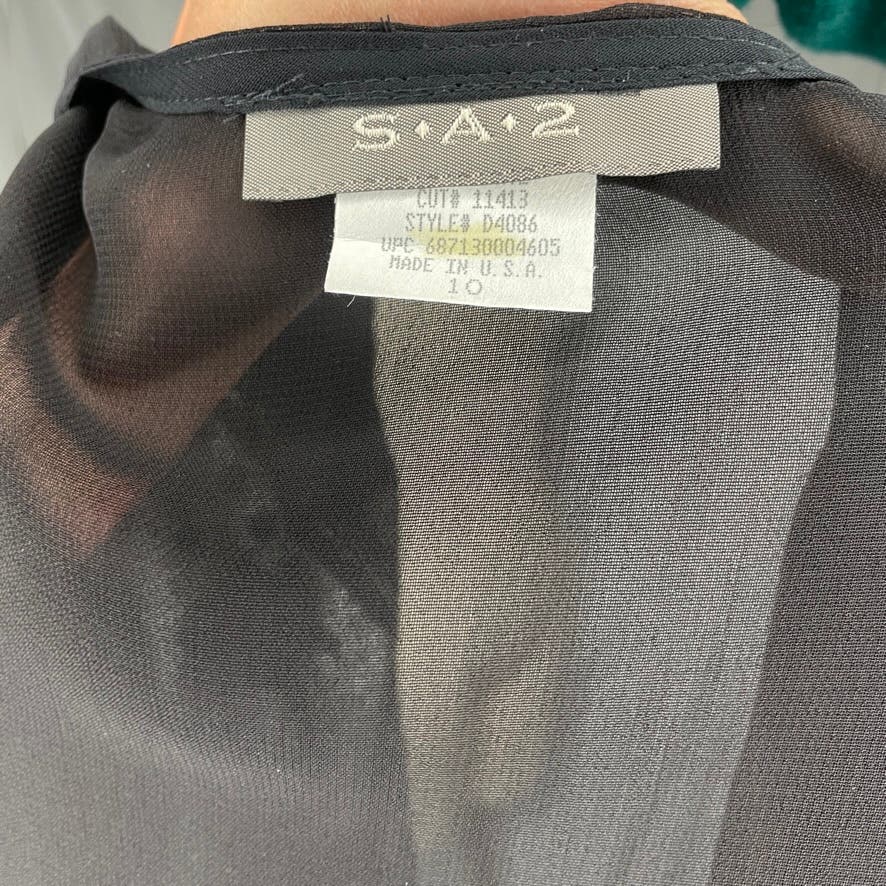 S♦A♦2
CUT# 11413
STYLE# D4086
UPC 687130004605
MADE IN U.S.A.
10